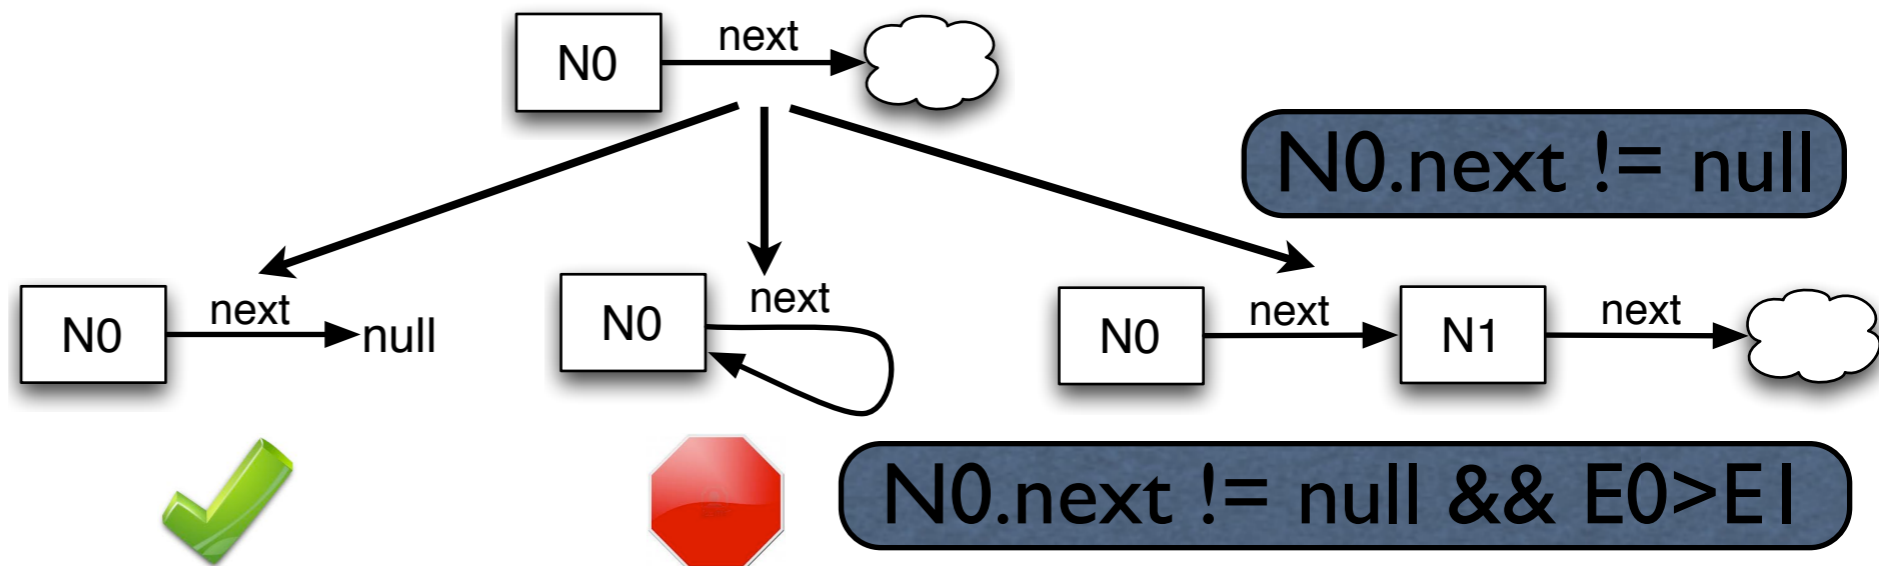 N0 next
N0.next != null
N0 next null
N0 next
N0 next N1 next
N0.next != null && E0>E1